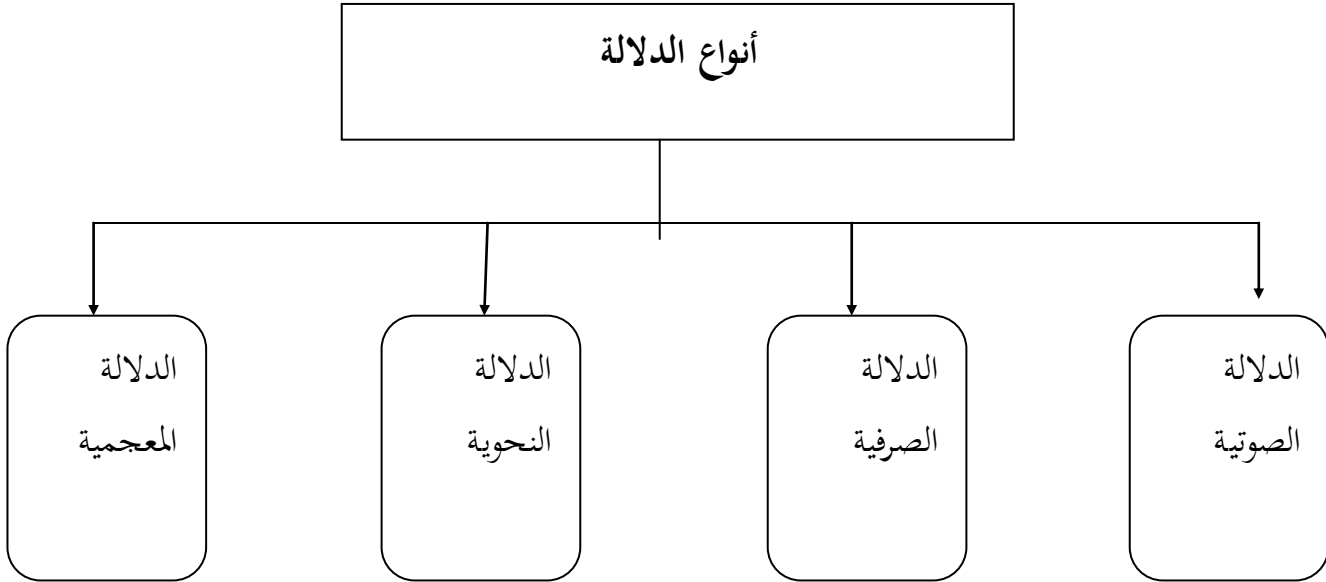 أنواع الدلالة
الدلالة
الصوتية
الدلالة
الصرفية
الدلالة
النحوية
الدلالة
المعجمية